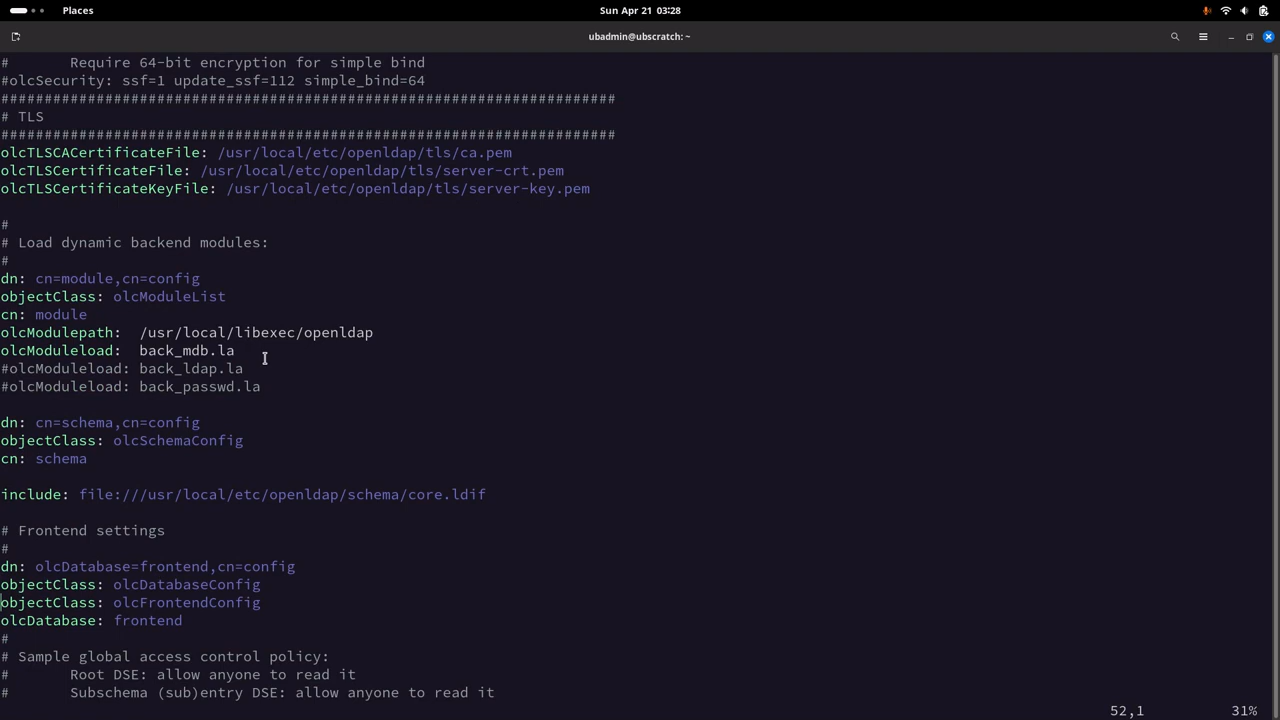 Places
Sun Apr 21 03:28
ubadmin@ubscratch: ~
#       Require 64-bit encryption for simple bind
#olcSecurity: ssf=1 update_ssf=112 simple_bind=64
#######################################################################
# TLS
#######################################################################
olcTLSCACertificateFile: /usr/local/etc/openldap/tls/ca.pem
olcTLSCertificateFile: /usr/local/etc/openldap/tls/server-crt.pem
olcTLSCertificateKeyFile: /usr/local/etc/openldap/tls/server-key.pem
#
# Load dynamic backend modules:
#
dn: cn=module,cn=config
objectClass: olcModuleList
cn: module
olcModulepath:  /usr/local/libexec/openldap
olcModuleload:  back_mdb.la
#olcModuleload: back_ldap.la
#olcModuleload: back_passwd.la
dn: cn=schema,cn=config
objectClass: olcSchemaConfig
cn: schema
include: file:///usr/local/etc/openldap/schema/core.ldif
# Frontend settings
#
dn: olcDatabase=frontend,cn=config
objectClass: olcDatabaseConfig
objectClass: olcFrontendConfig
olcDatabase: frontend
#
# Sample global access control policy:
#       Root DSE: allow anyone to read it
#       Subschema (sub)entry DSE: allow anyone to read it
52,1          31%